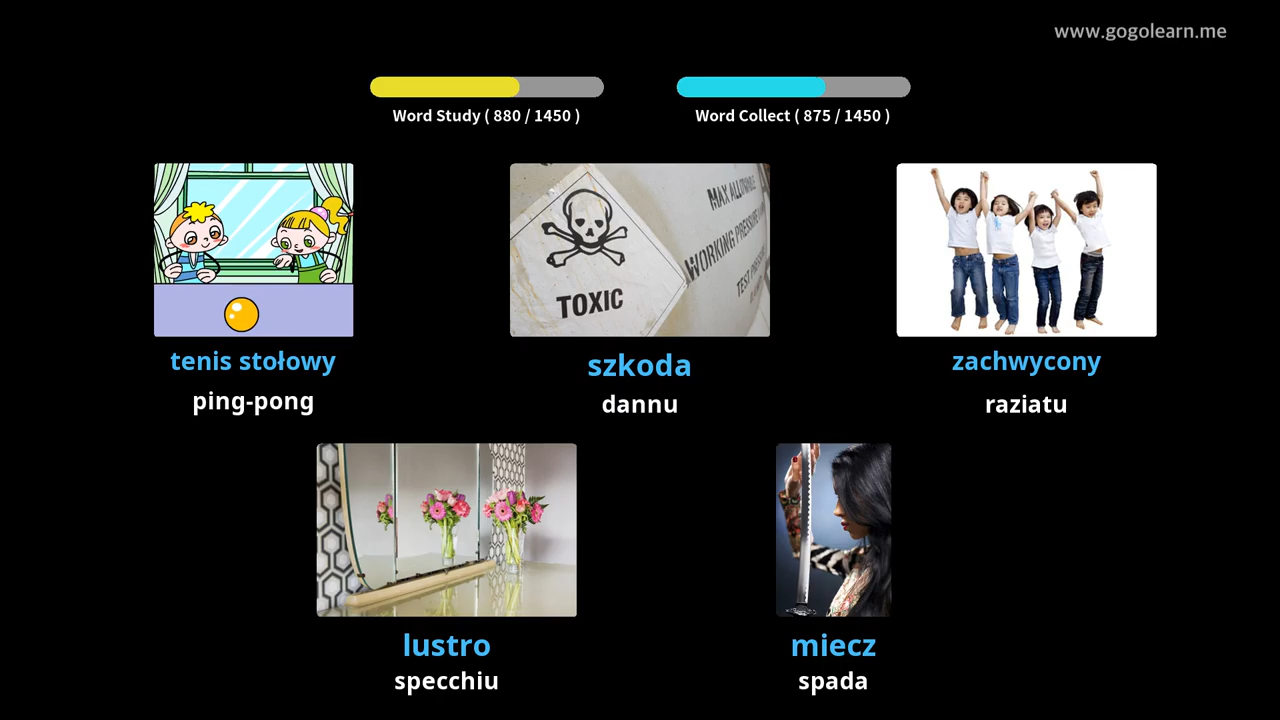 www.gogolearn.me
Word Study ( 880 / 1450 )
Word Collect ( 875 / 1450 )
TOXIC
MAX ALLOWABLE
WORKING PRESSURE
TEST
tenis stołowy
szkoda
zachwycony
ping-pong
dannu
raziatu
lustro
miecz
specchiu
spada